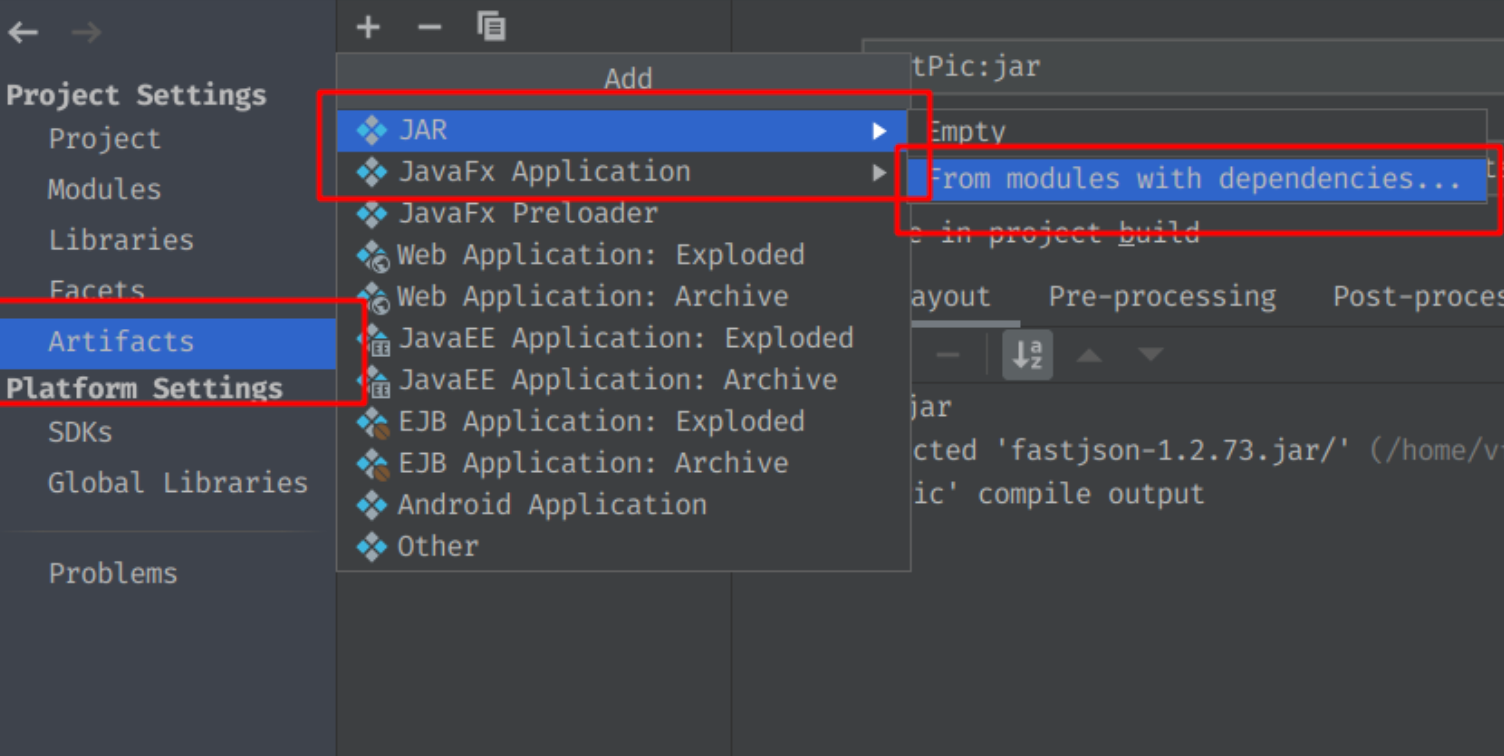 Project Settings
Project
Modules
Libraries
Facets
Artifacts
Platform Settings
SDKs
Global Libraries
Problems
Add
JAR
JavaFx Application
JavaFx Preloader
Web Application: Exploded
Web Application: Archive
JavaEE Application: Exploded
JavaEE Application: Archive
EJB Application: Exploded
EJB Application: Archive
Android Application
Other
tPic:jar
Empty
From modules with dependencies...
e in project build
ayout Pre-processing Post-proces
jar
cted 'fastjson-1.2.73.jar/' (/home/v
ic' compile output